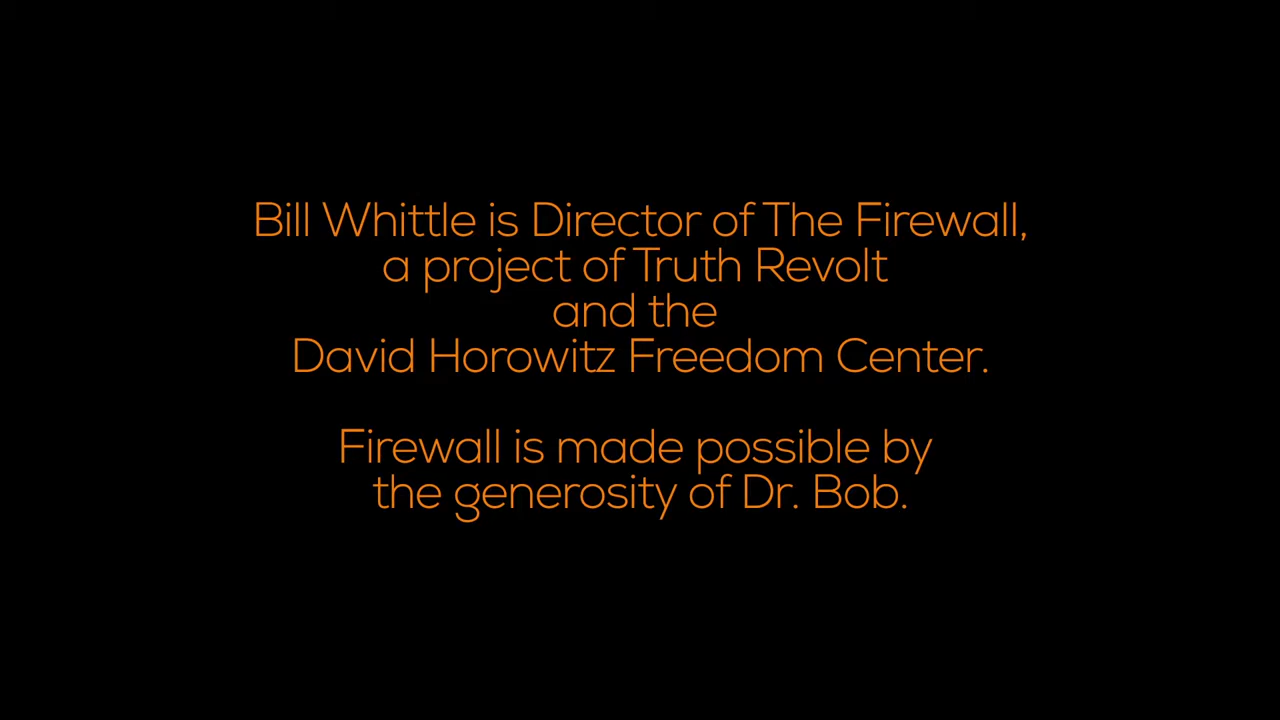 Bill Whittle is Director of The Firewall,
a project of Truth Revolt
and the
David Horowitz Freedom Center.
Firewall is made possible by
the generosity of Dr. Bob.